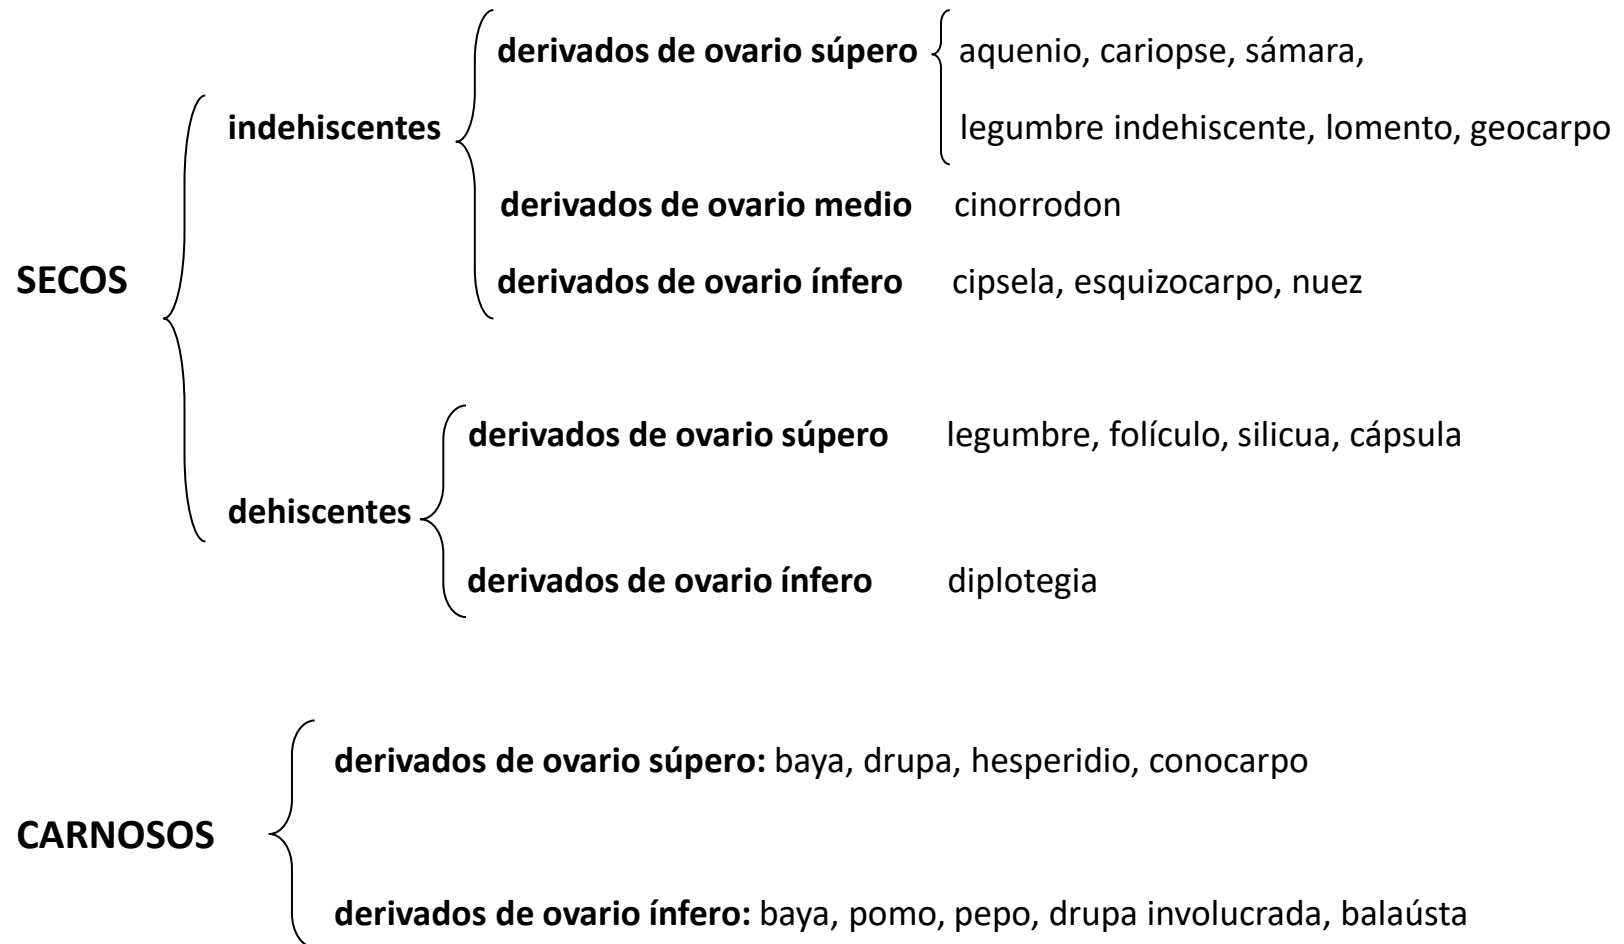 derivados de ovario súpero aquenio, cariopse, sámara,
indehiscentes legumbre indehiscente, lomento, geocarpo
derivados de ovario medio cinorrodon
SECOS derivados de ovario ínfero cipsela, esquizocarpo, nuez
derivados de ovario súpero legumbre, folículo, silicua, cápsula
dehiscentes
derivados de ovario ínfero diplotegia
derivados de ovario súpero: baya, drupa, hesperidio, conocarpo
CARNOSOS
derivados de ovario ínfero: baya, pomo, pepo, drupa involucrada, balaústa